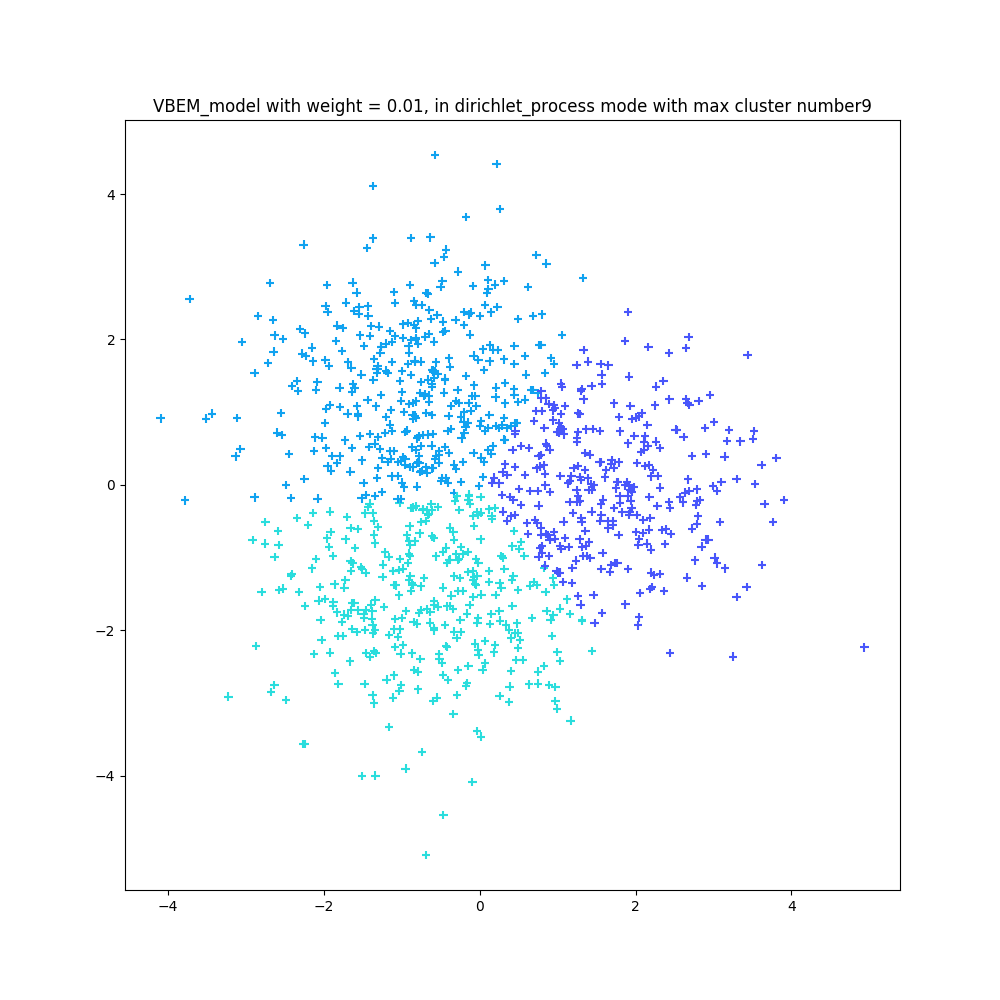 VBEM_model with weight = 0.01, in dirichlet_process mode with max cluster number9
4
2
0
−2
−4
−4 −2 0 2 4